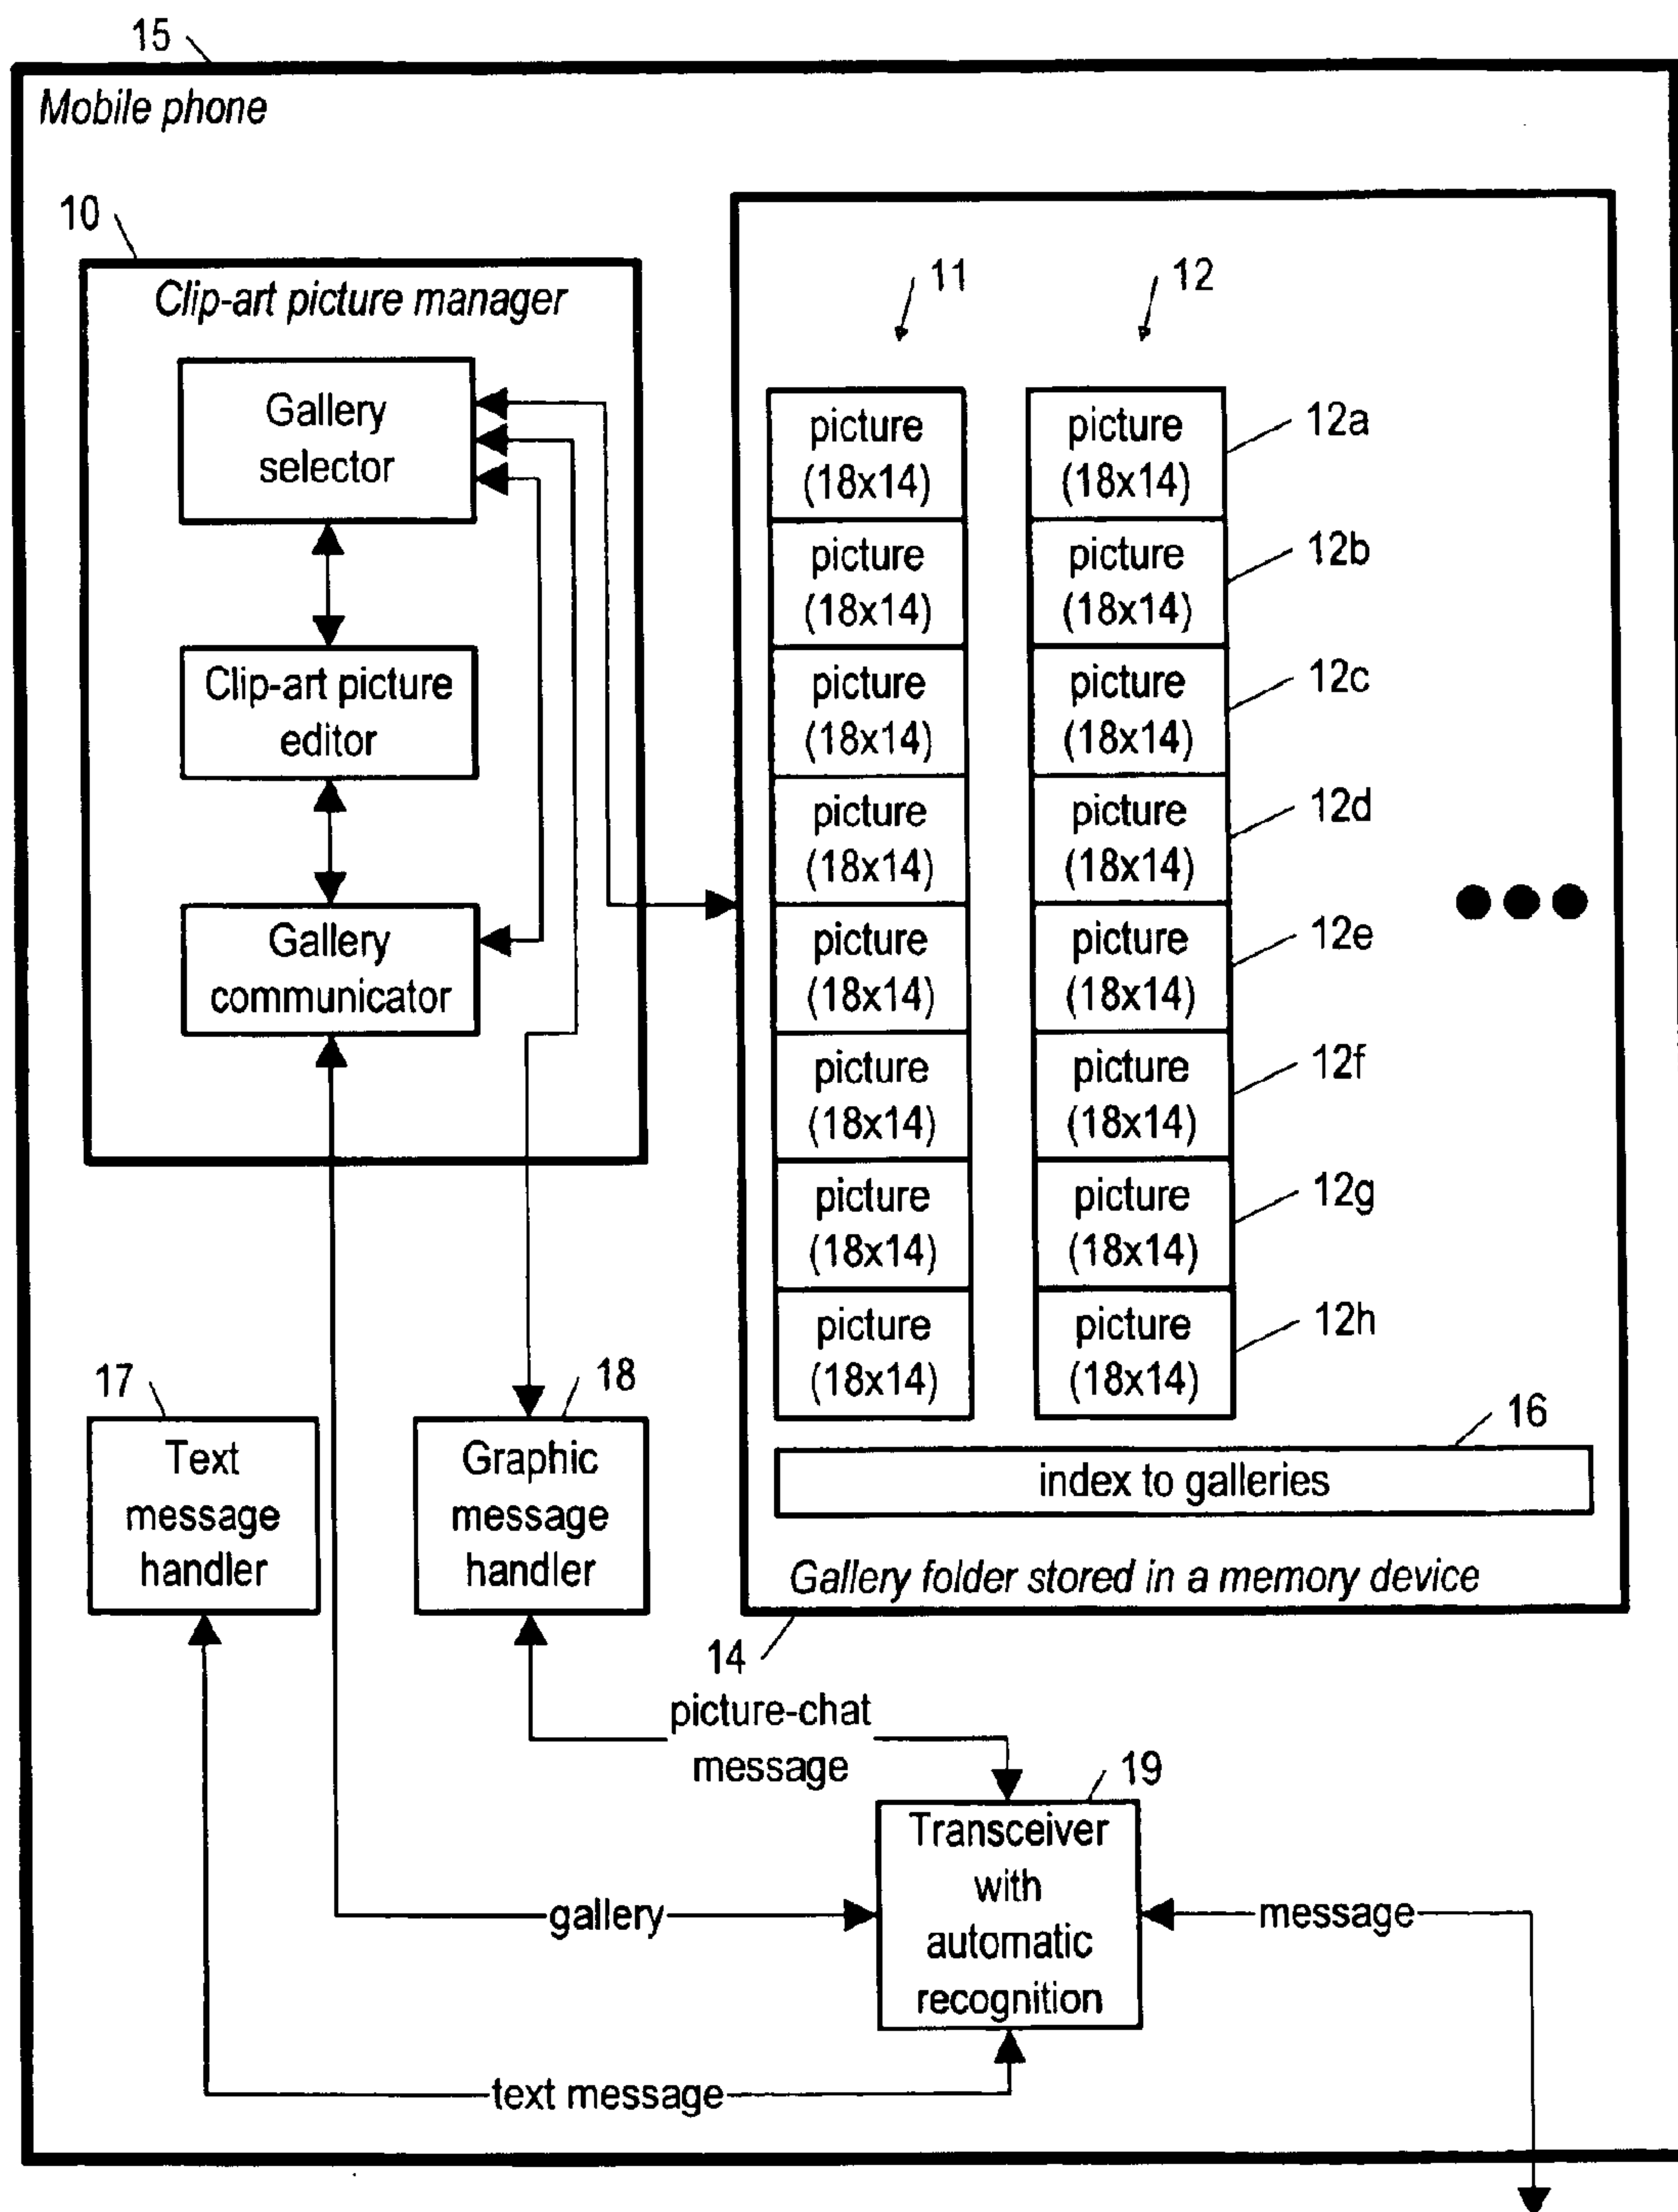 15
Mobile phone
10
Clip-art picture manager
Gallery
selector
Clip-art picture
editor
Gallery
communicator
11
12
picture
(18x14)
picture
(18x14)
picture
(18x14)
picture
(18x14)
picture
(18x14)
picture
(18x14)
picture
(18x14)
picture
(18x14)
picture
(18x14)
12a
picture
(18x14)
12b
picture
(18x14)
12c
picture
(18x14)
12d
picture
(18x14)
12e
picture
(18x14)
12f
picture
(18x14)
12g
picture
(18x14)
12h
16
index to galleries
Gallery folder stored in a memory device
14
17
Text
message
handler
18
Graphic
message
handler
picture-chat
message
19
Transceiver
with
automatic
recognition
gallery
message
text message